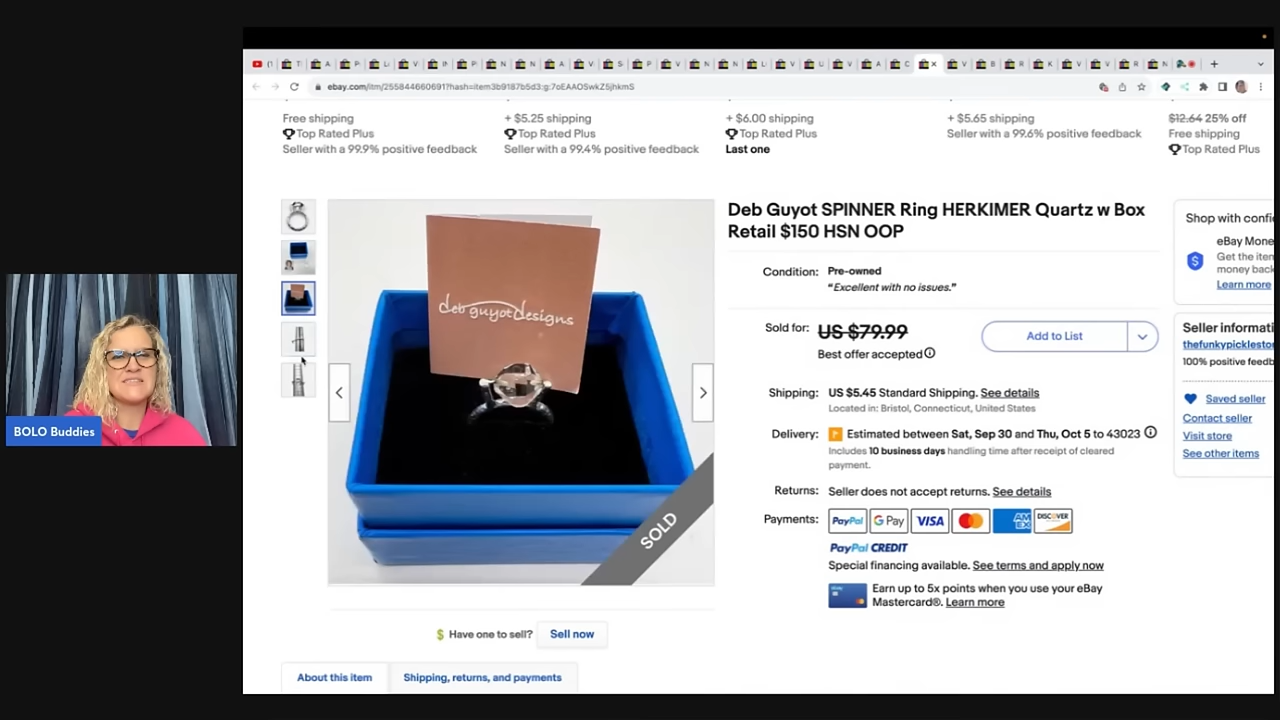 ebay.com/itm/255844660691?hash=item3b9187b5d3:g:7oEAAOSwkZ5jhkmS
Free shipping
Top Rated Plus
Seller with a 99.9% positive feedback
+ $5.25 shipping
Top Rated Plus
Seller with a 99.4% positive feedback
+ $6.00 shipping
Top Rated Plus
Last one
+ $5.65 shipping
Seller with a 99.6% positive feedback
$12.64 25% off
Free shipping
Top Rated Plus
deb guyot designs
SOLD
Deb Guyot SPINNER Ring HERKIMER Quartz w Box
Retail $150 HSN OOP
Condition: Pre-owned
“Excellent with no issues.”
Sold for: US $79.99
Best offer accepted
Add to List
Shipping: US $5.45 Standard Shipping. See details
Located in: Bristol, Connecticut, United States
Delivery: Estimated between Sat, Sep 30 and Thu, Oct 5 to 43023
Includes 10 business days handling time after receipt of cleared
payment.
Returns: Seller does not accept returns. See details
Payments: PayPal G Pay VISA AM EX DISCOVER
PayPal CREDIT
Special financing available. See terms and apply now
Earn up to 5x points when you use your eBay
Mastercard®. Learn more
Shop with confi
eBay Mone
Get the iten
money back
Learn more
Seller informati
thefunkypicklestor
100% positive feedb
Saved seller
Contact seller
Visit store
See other items
Have one to sell? Sell now
About this item
Shipping, returns, and payments
BOLO Buddies